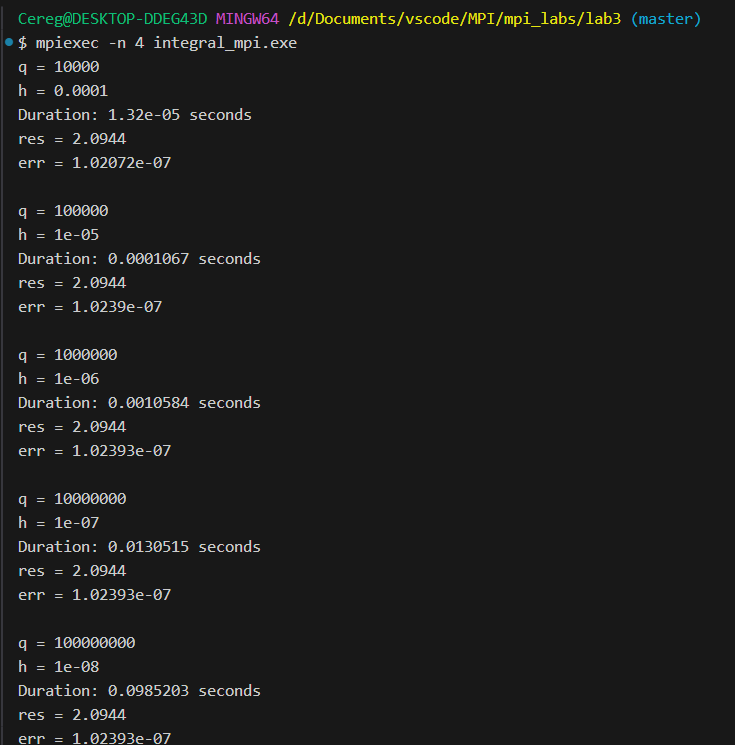 Cereg@DESKTOP-DDEG43D MINGW64 /d/Documents/vscode/MPI/mpi_labs/lab3 (master)
$ mpiexec -n 4 integral_mpi.exe
q = 10000
h = 0.0001
Duration: 1.32e-05 seconds
res = 2.0944
err = 1.02072e-07
q = 100000
h = 1e-05
Duration: 0.0001067 seconds
res = 2.0944
err = 1.0239e-07
q = 1000000
h = 1e-06
Duration: 0.0010584 seconds
res = 2.0944
err = 1.02393e-07
q = 10000000
h = 1e-07
Duration: 0.0130515 seconds
res = 2.0944
err = 1.02393e-07
q = 100000000
h = 1e-08
Duration: 0.0985203 seconds
res = 2.0944
err = 1.02393e-07